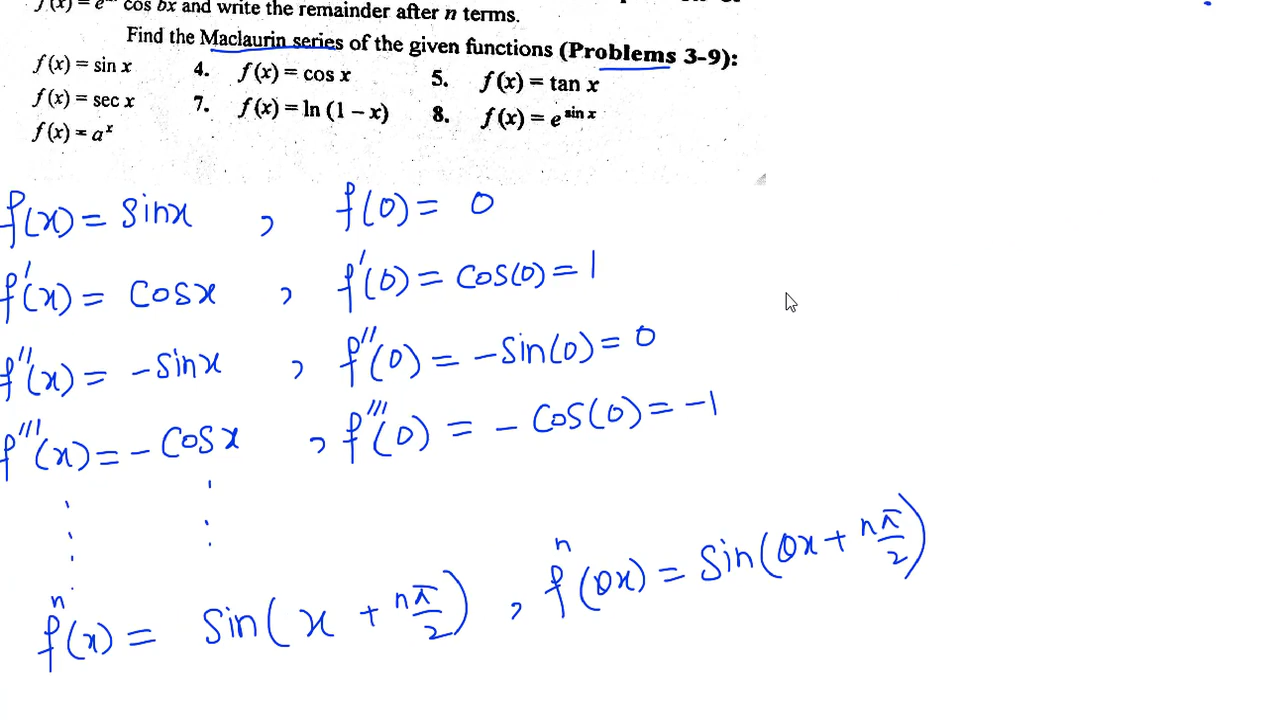 f(x) = e cos bx and write the remainder after n terms.
Find the Maclaurin series of the given functions (Problems 3-9):
f(x) = sin x 4. f(x) = cos x 5. f(x) = tan x
f(x) = sec x 7. f(x) = ln (1 – x) 8. f(x) = e^sin x
f(x) = a^x
f(x) = sinx , f(0) = 0
f'(x) = cosx , f'(0) = cos(0) = 1
f''(x) = -sinx , f''(0) = -sin(0) = 0
f'''(x) = - cosx , f'''(0) = - cos(0) = -1
f^n(x) = sin(x + nπ/2) , f^n(θx) = sin(θx + nπ/2)